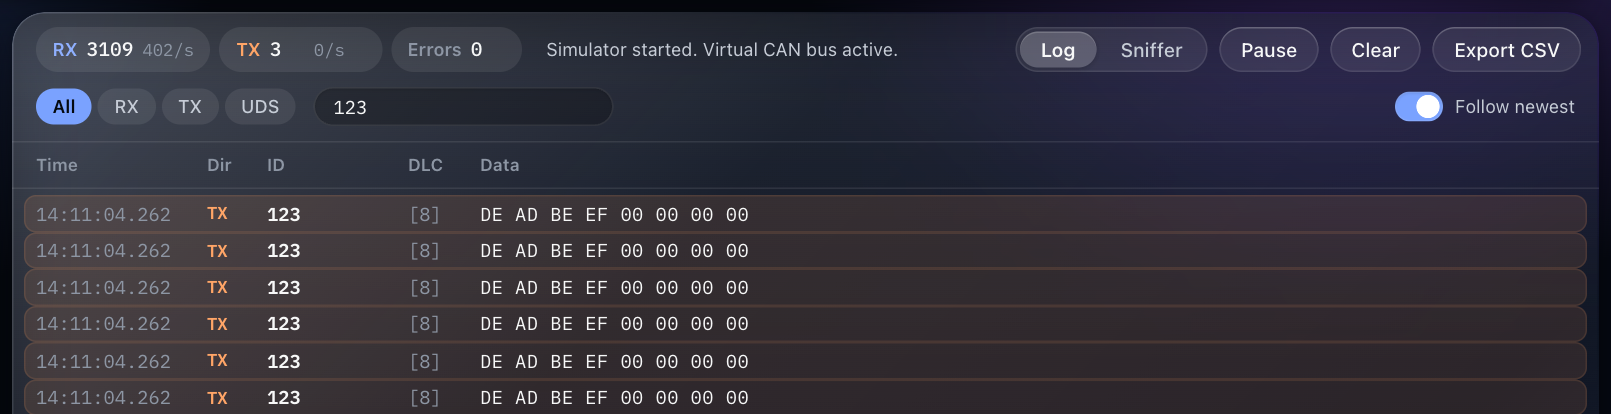 RX 3109 402/s TX 3 0/s Errors 0 Simulator started. Virtual CAN bus active. Log Sniffer Pause Clear Export CSV
All RX TX UDS 123 Follow newest
Time Dir ID DLC Data
14:11:04.262 TX 123 [8] DE AD BE EF 00 00 00 00
14:11:04.262 TX 123 [8] DE AD BE EF 00 00 00 00
14:11:04.262 TX 123 [8] DE AD BE EF 00 00 00 00
14:11:04.262 TX 123 [8] DE AD BE EF 00 00 00 00
14:11:04.262 TX 123 [8] DE AD BE EF 00 00 00 00
14:11:04.262 TX 123 [8] DE AD BE EF 00 00 00 00